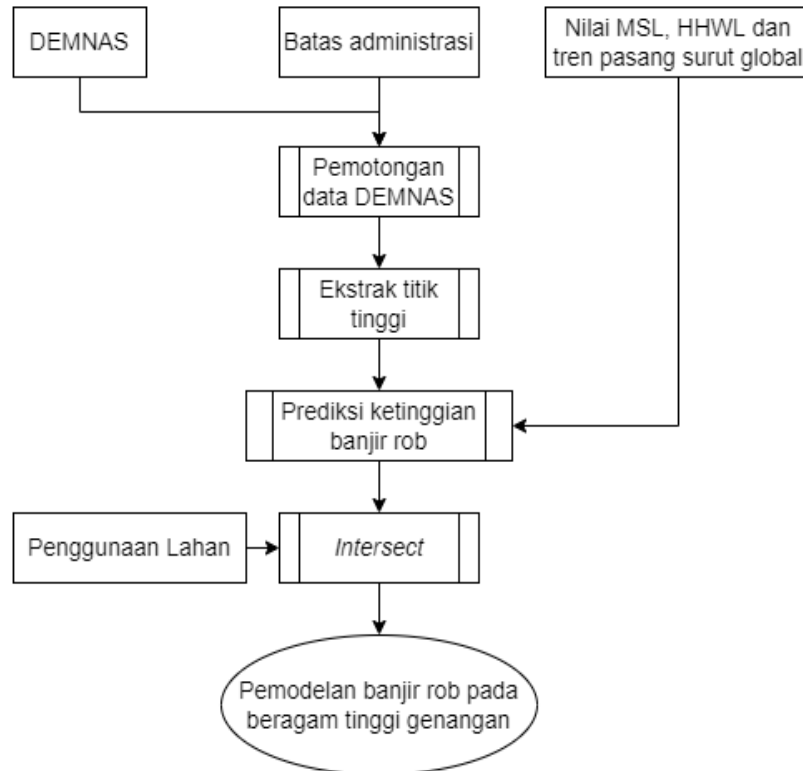 DEMNAS
Batas administrasi
Nilai MSL, HHWL dan
tren pasang surut global
Pemotongan
data DEMNAS
Ekstrak titik
tinggi
Prediksi ketinggian
banjir rob
Penggunaan Lahan
Intersect
Pemodelan banjir rob pada
beragam tinggi genangan